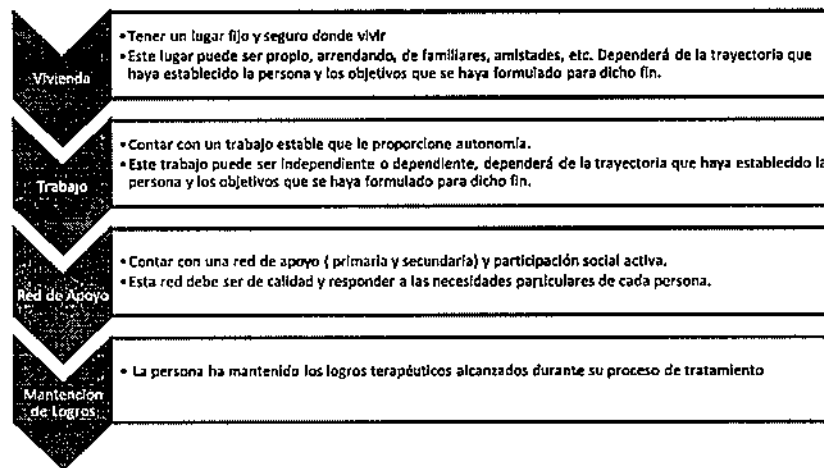 Vivienda
• Tener un lugar fijo y seguro donde vivir
• Este lugar puede ser propio, arrendando, de familiares, amistades, etc. Dependerá de la trayectoria que
haya establecido la persona y los objetivos que se haya formulado para dicho fin.
Trabajo
• Contar con un trabajo estable que le proporcione autonomía.
• Este trabajo puede ser independiente o dependiente, dependerá de la trayectoria que haya establecido la
persona y los objetivos que se haya formulado para dicho fin.
Red de Apoyo
• Contar con una red de apoyo ( primaria y secundaria) y participación social activa.
• Esta red debe ser de calidad y responder a las necesidades particulares de cada persona.
Mantención
de Logros
• La persona ha mantenido los logros terapéuticos alcanzados durante su proceso de tratamiento